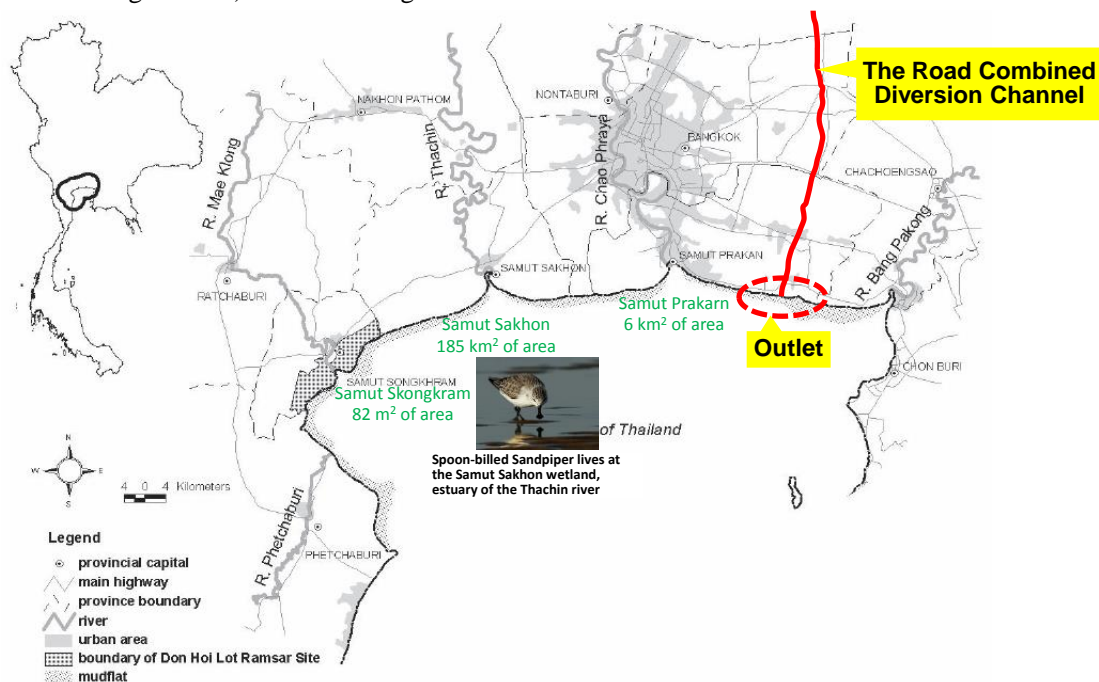 The Road Combined
Diversion Channel
NAKHON PATHOM
NONTABURI
BANGKOK
R. Mae Klong
R. Thachin
R. Chao Phraya
CHACHOENGSAO
R. Bang Pakong
SAMUT SAKHON
SAMUT PRAKAN
RATCHABURI
Samut Sakhon
185 km² of area
Samut Prakarn
6 km² of area
Outlet
CHON BURI
SAMUT SONGKHRAM
Samut Skongkram
82 m² of area
of Thailand
Spoon-billed Sandpiper lives at
the Samut Sakhon wetland,
estuary of the Thachin river
N
W E
S
4 0 4 Kilometers
R. Phetchaburi
PHETCHABURI
Legend
provincial capital
main highway
province boundary
river
urban area
boundary of Don Hoi Lot Ramsar Site
mudflat